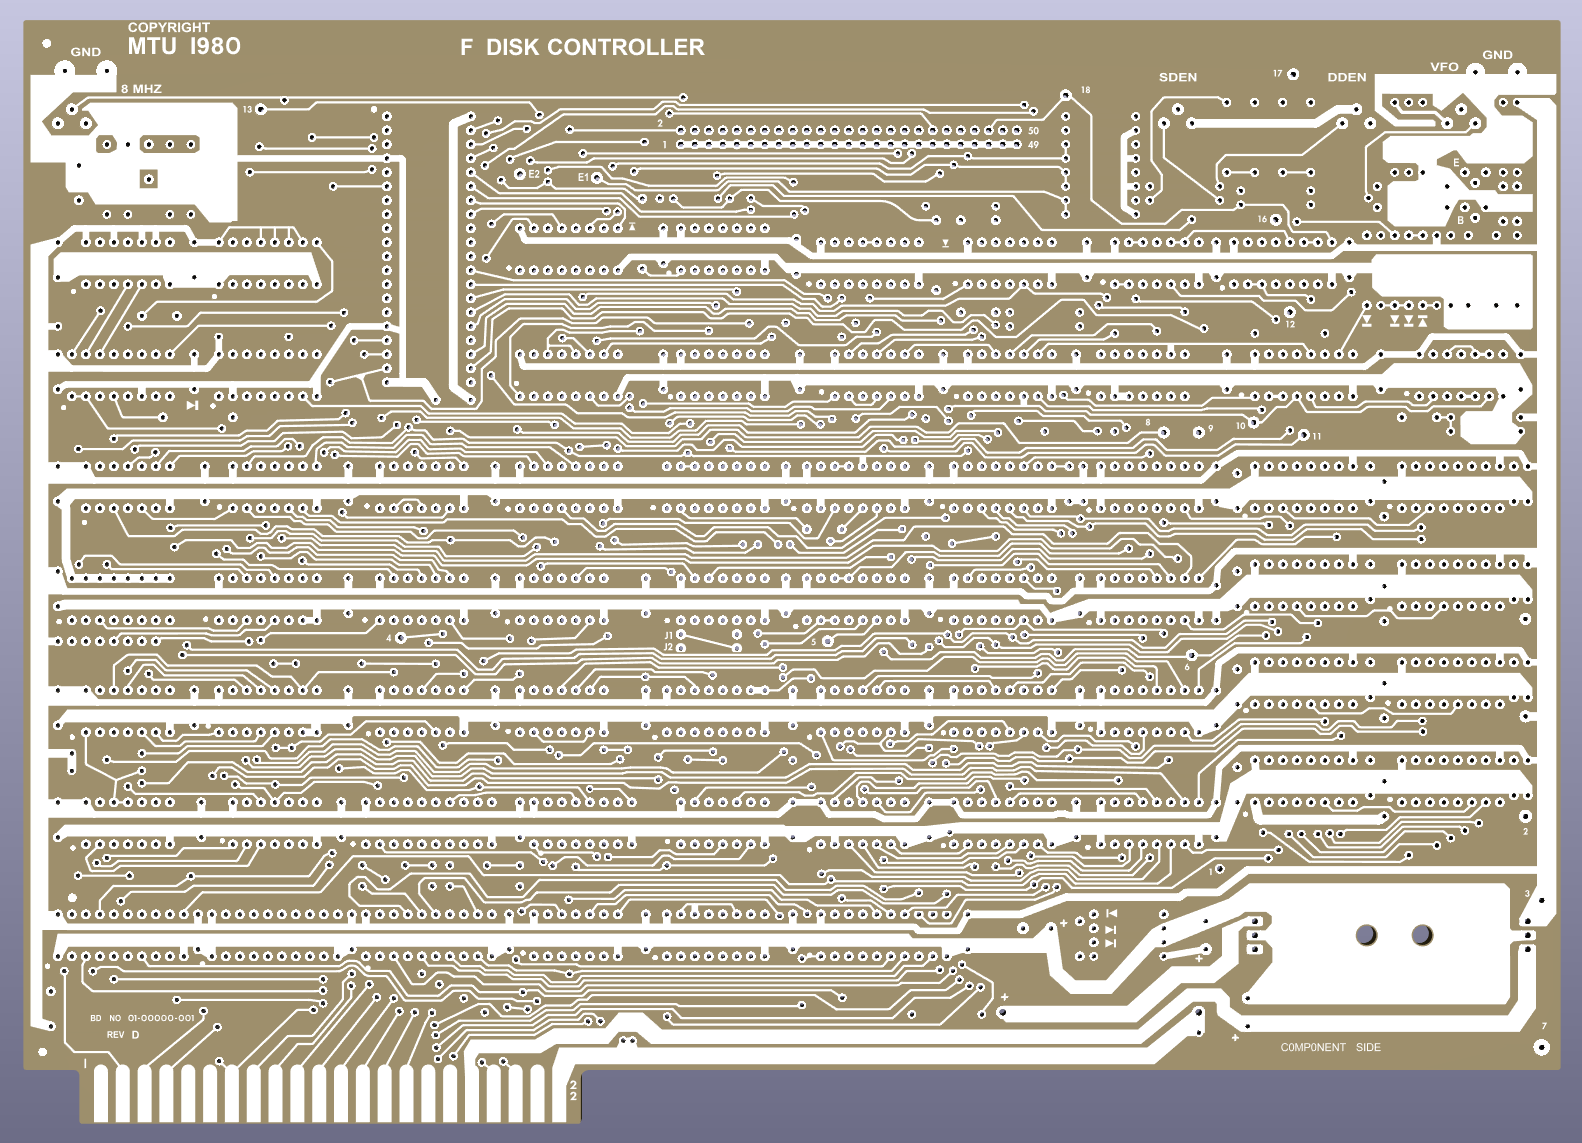 COPYRIGHT
MTU 1980
F DISK CONTROLLER
GND
8 MHZ
13
SDEN
17
DDEN
VFO
GND
18
2
50
1
49
E2
E1
E
B
16
12
8
9
10
11
4
J1
J2
5
6
2
1
3
+
+
+
BD NO 01-00000-001
REV D
7
+
COMPONENT SIDE
1
22